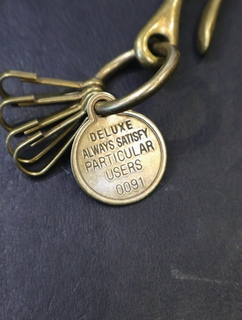 DELUXE
ALWAYS SATISFY
PARTICULAR
USERS
0091